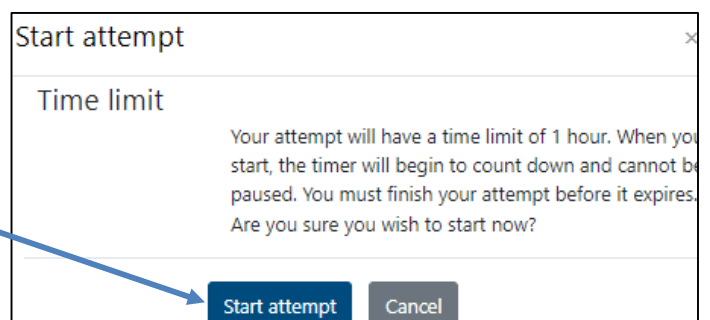 Start attempt ×
Time limit
Your attempt will have a time limit of 1 hour. When you
start, the timer will begin to count down and cannot be
paused. You must finish your attempt before it expires.
Are you sure you wish to start now?
Start attempt Cancel